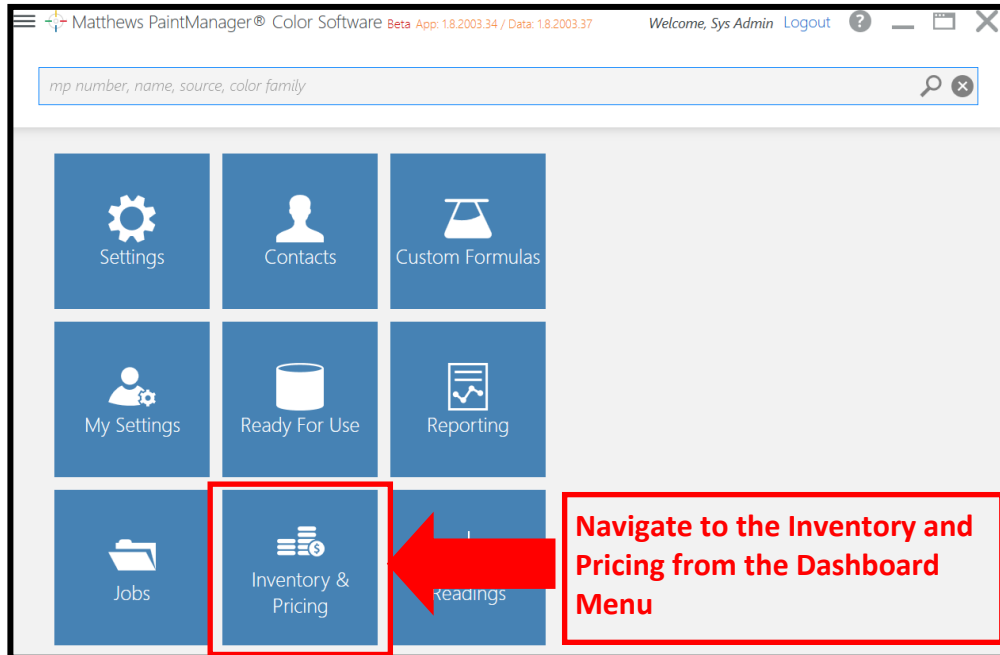 Matthews PaintManager® Color Software Beta App: 1.8.2003.34 / Data: 1.8.2003.37 Welcome, Sys Admin Logout ?
mp number, name, source, color family
Settings Contacts Custom Formulas
My Settings Ready For Use Reporting
Jobs Inventory & Readings
Pricing
Navigate to the Inventory and
Pricing from the Dashboard
Menu